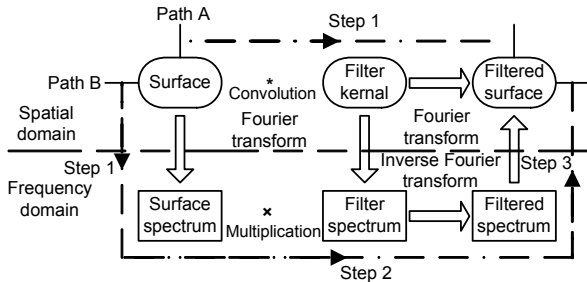 Path A
Step 1
Path B
Surface
*
Convolution
Filter
kernal
Filtered
surface
Spatial
domain
Fourier
transform
Fourier
transform
Step 1
Inverse Fourier
transform
Step 3
Frequency
domain
Surface
spectrum
×
Multiplication
Filter
spectrum
Filtered
spectrum
Step 2